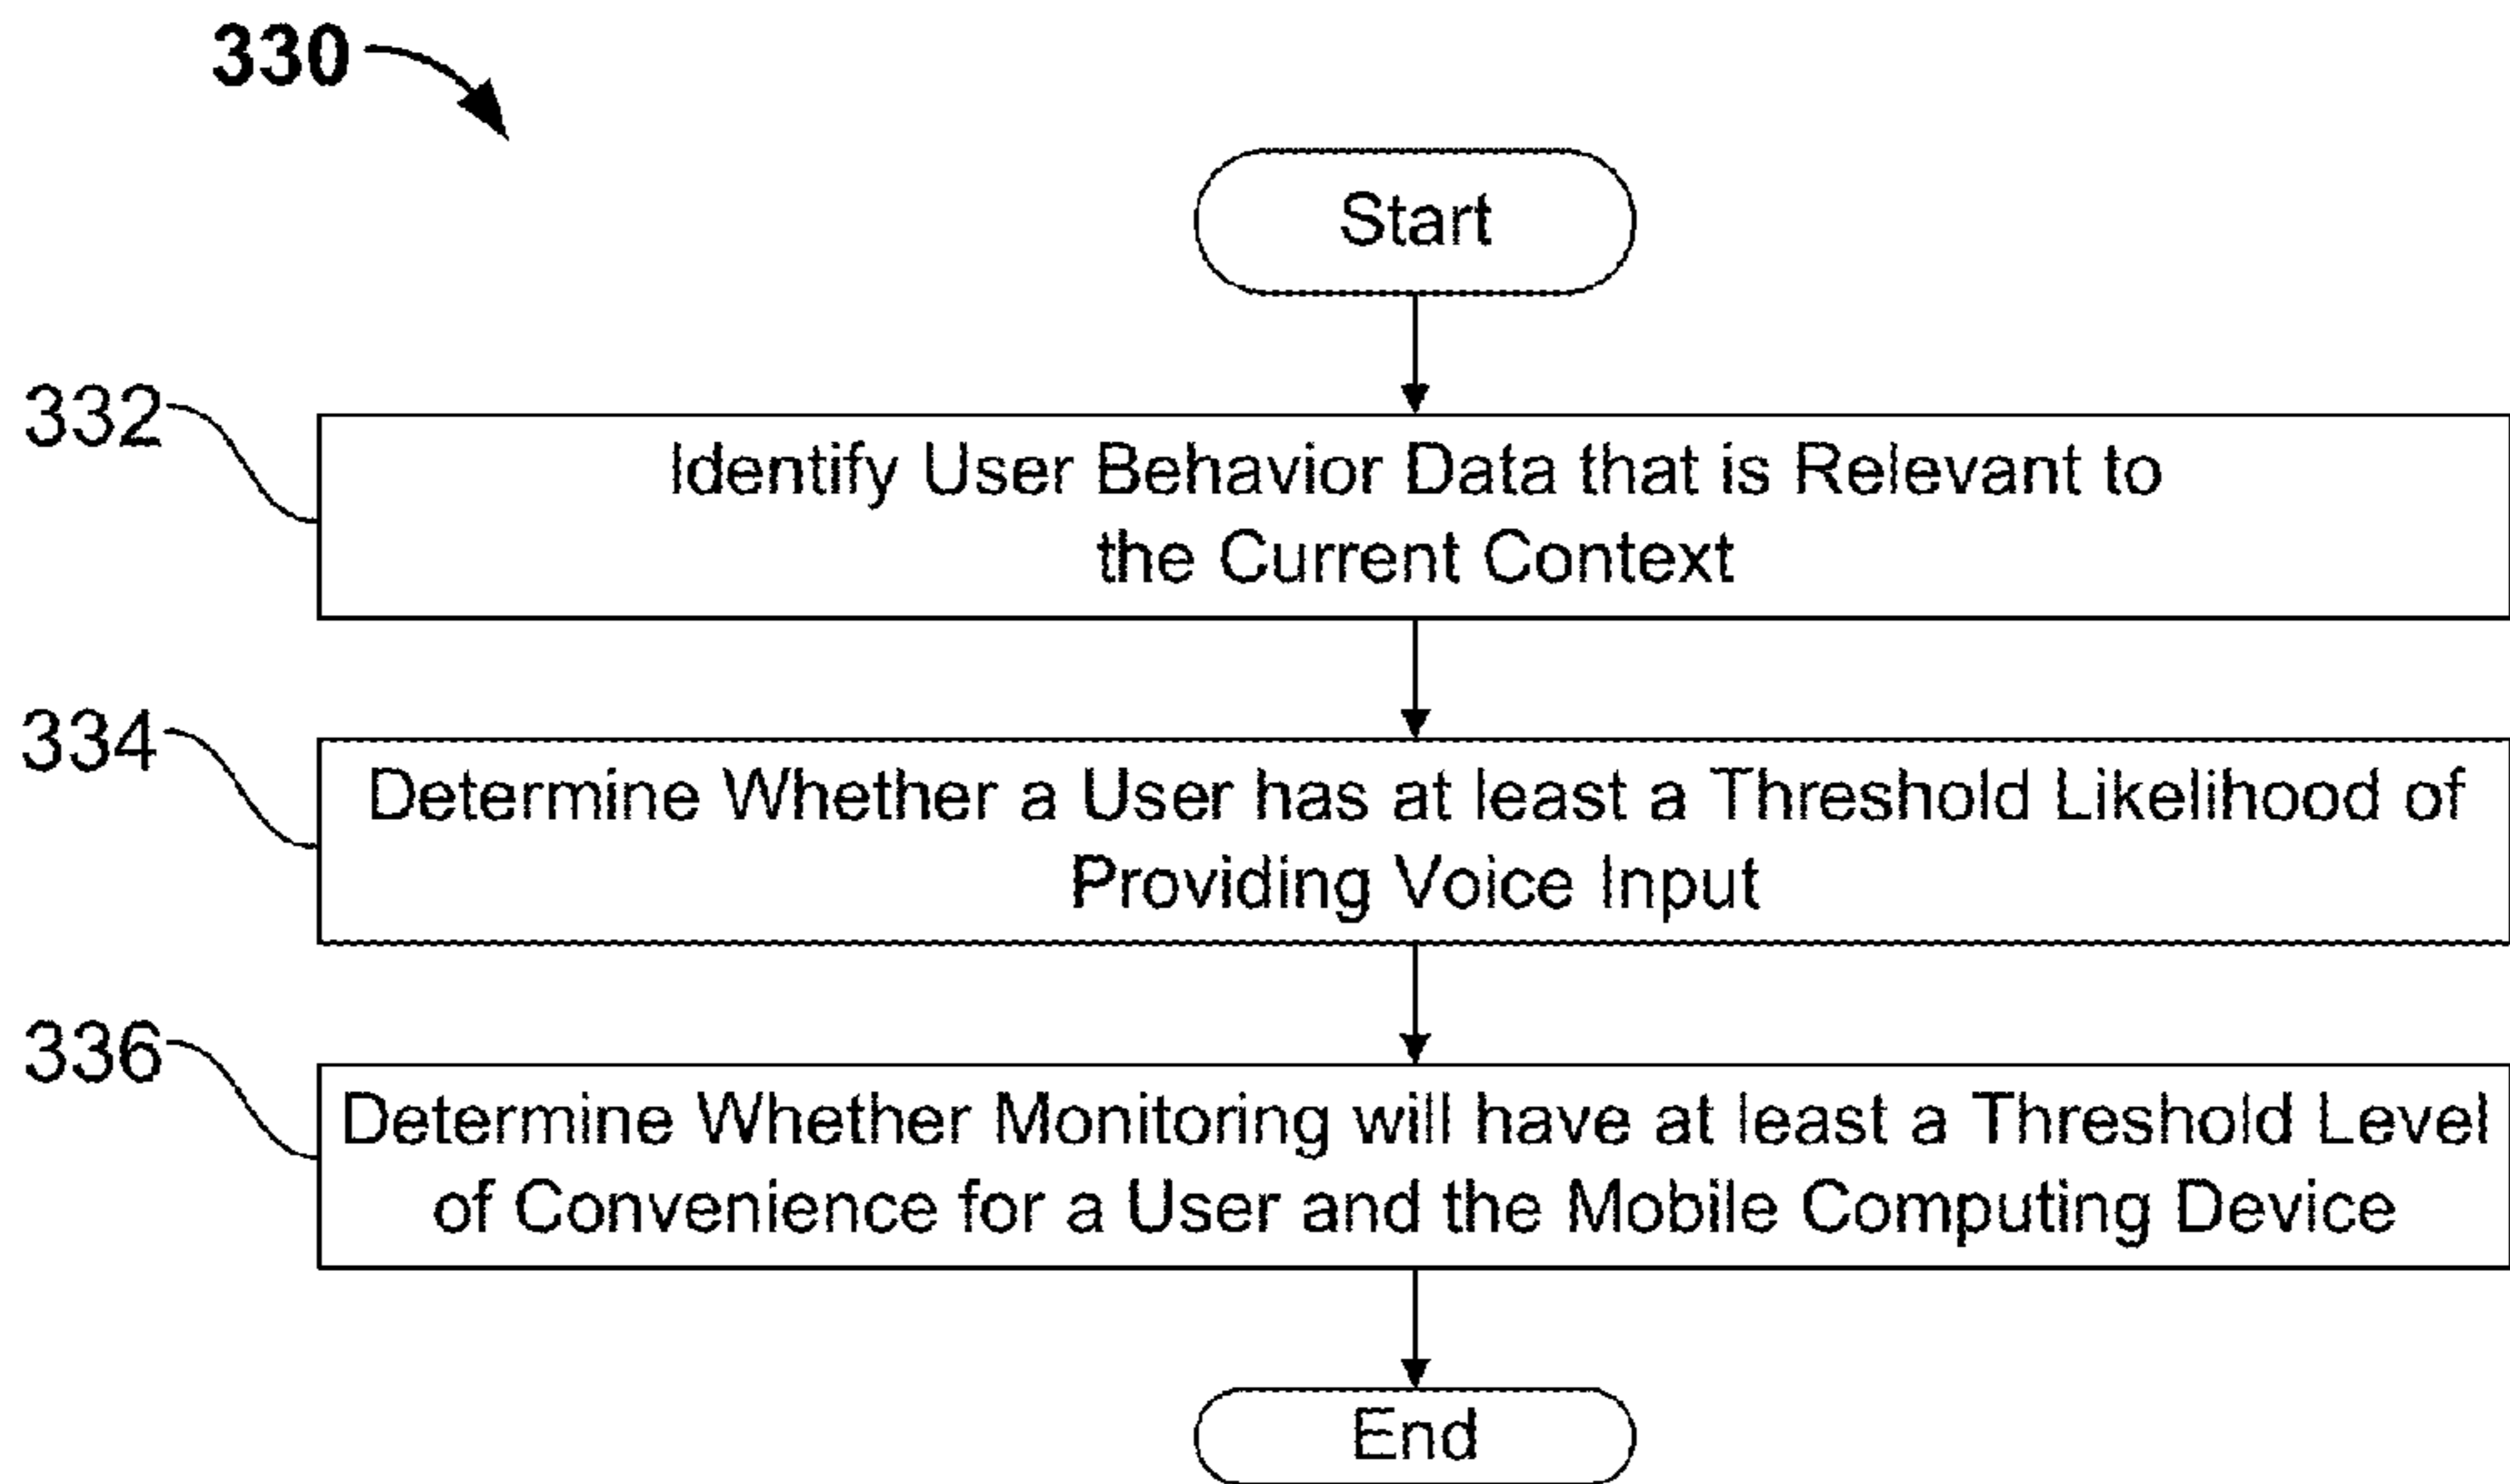 330
Start
332
Identify User Behavior Data that is Relevant to
the Current Context
334
Determine Whether a User has at least a Threshold Likelihood of
Providing Voice Input
336
Determine Whether Monitoring will have at least a Threshold Level
of Convenience for a User and the Mobile Computing Device
End